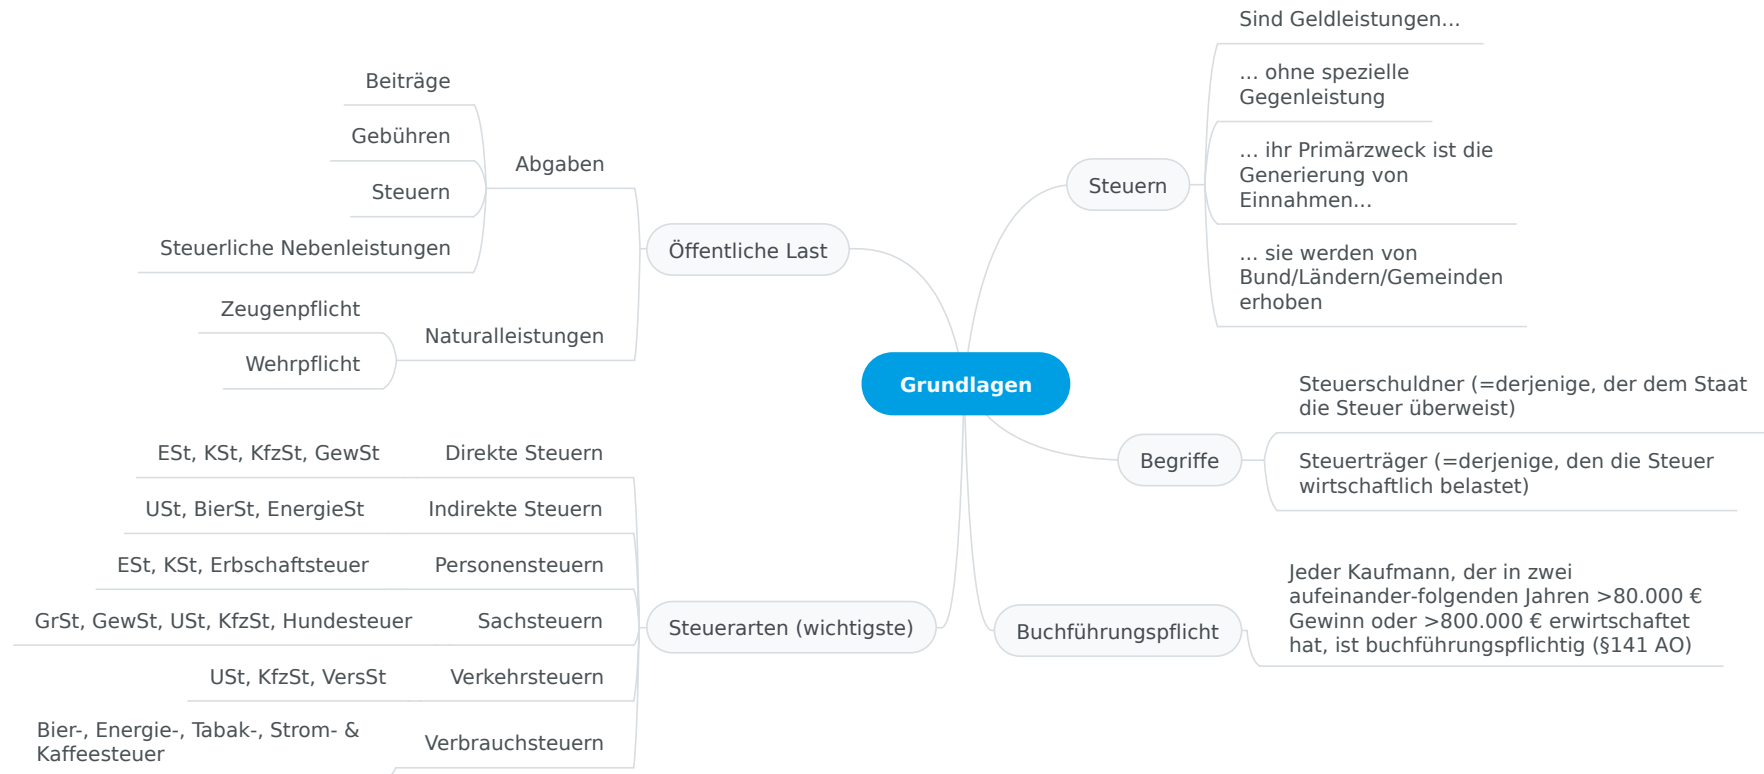 Grundlagen
Öffentliche Last
Abgaben
Beiträge
Gebühren
Steuern
Steuerliche Nebenleistungen
Naturalleistungen
Zeugenpflicht
Wehrpflicht
Steuerarten (wichtigste)
Direkte Steuern
ESt, KSt, KfzSt, GewSt
Indirekte Steuern
USt, BierSt, EnergieSt
Personensteuern
ESt, KSt, Erbschaftsteuer
Sachsteuern
GrSt, GewSt, USt, KfzSt, Hundesteuer
Verkehrsteuern
USt, KfzSt, VersSt
Verbrauchsteuern
Bier-, Energie-, Tabak-, Strom- &
Kaffeesteuer
Steuern
Sind Geldleistungen...
... ohne spezielle
Gegenleistung
... ihr Primärzweck ist die
Generierung von
Einnahmen...
... sie werden von
Bund/Ländern/Gemeinden
erhoben
Begriffe
Steuerschuldner (=derjenige, der dem Staat
die Steuer überweist)
Steuerträger (=derjenige, den die Steuer
wirtschaftlich belastet)
Buchführungspflicht
Jeder Kaufmann, der in zwei
aufeinander-folgenden Jahren >80.000 €
Gewinn oder >800.000 € erwirtschaftet
hat, ist buchführungspflichtig (§141 AO)